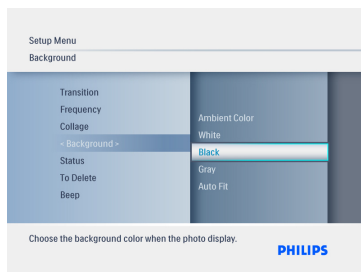 Setup Menu
Background
Transition
Frequency
Collage
« Background »
Status
To Delete
Beep
Ambient Color
White
Black
Gray
Auto Fit
Choose the background color when the photo display.
PHILIPS